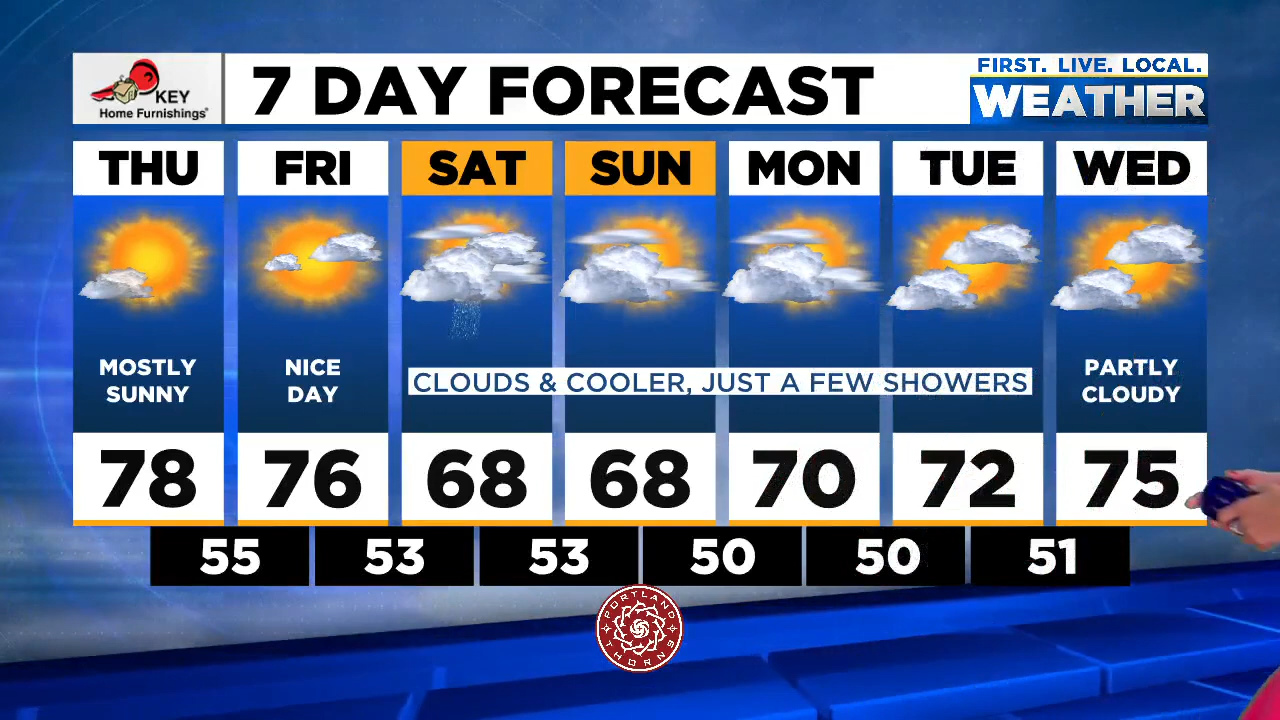 KEY
Home Furnishings®
7 DAY FORECAST
FIRST. LIVE. LOCAL.
WEATHER
THU FRI SAT SUN MON TUE WED
MOSTLY
SUNNY
NICE
DAY
CLOUDS & COOLER, JUST A FEW SHOWERS
PARTLY
CLOUDY
78 76 68 68 70 72 75
55 53 53 50 50 51
PORTLAND
THORNS